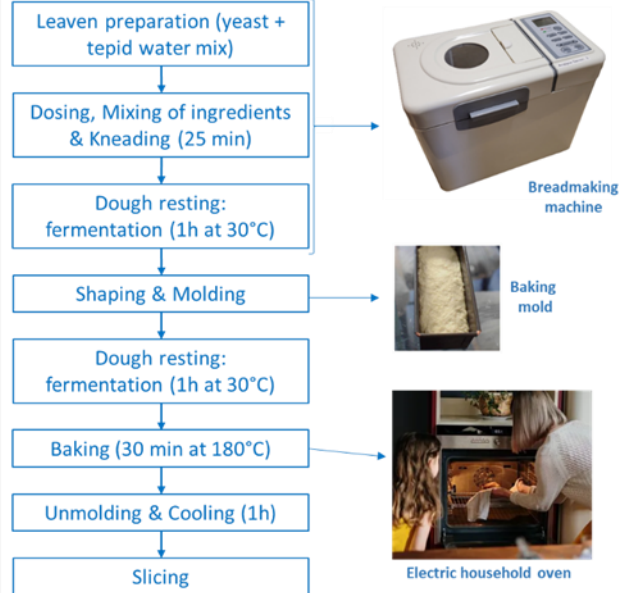 Leaven preparation (yeast +
tepid water mix)
Dosing, Mixing of ingredients
& Kneading (25 min)
Breadmaking
machine
Dough resting:
fermentation (1h at 30°C)
Shaping & Molding
Baking
mold
Dough resting:
fermentation (1h at 30°C)
Baking (30 min at 180°C)
Unmolding & Cooling (1h)
Electric household oven
Slicing